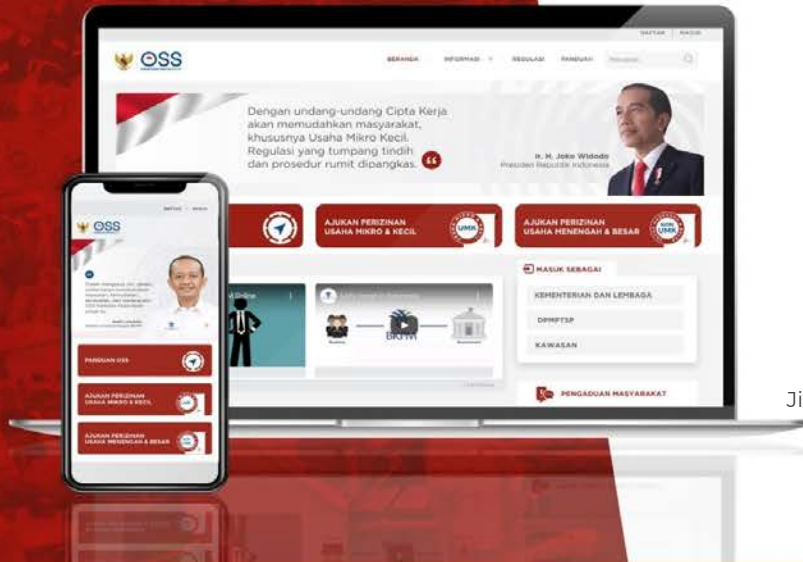 DAFTAR | MASUK
OSS
BERANDA
INFORMASI
REGULASI
PANDUAN
Dengan undang-undang Cipta Kerja
akan memudahkan masyarakat,
khususnya Usaha Mikro Kecil.
Regulasi yang tumpang tindih
dan prosedur rumit dipangkas.
Ir. H. Joko Widodo
Presiden Republik Indonesia
AJUKAN PERIZINAN
USAHA MIKRO & KECIL
UMK
AJUKAN PERIZINAN
USAHA MENENGAH & BESAR
NON
UMK
MASUK SEBAGAI
KEMENTERIAN DAN LEMBAGA
DPMPTSP
KAWASAN
PENGADUAN MASYARAKAT
BKPM
OSS
PANDUAN OSS
AJUKAN PERIZINAN
USAHA MIKRO & KECIL
UMK
AJUKAN PERIZINAN
USAHA MENENGAH & BESAR
Ji